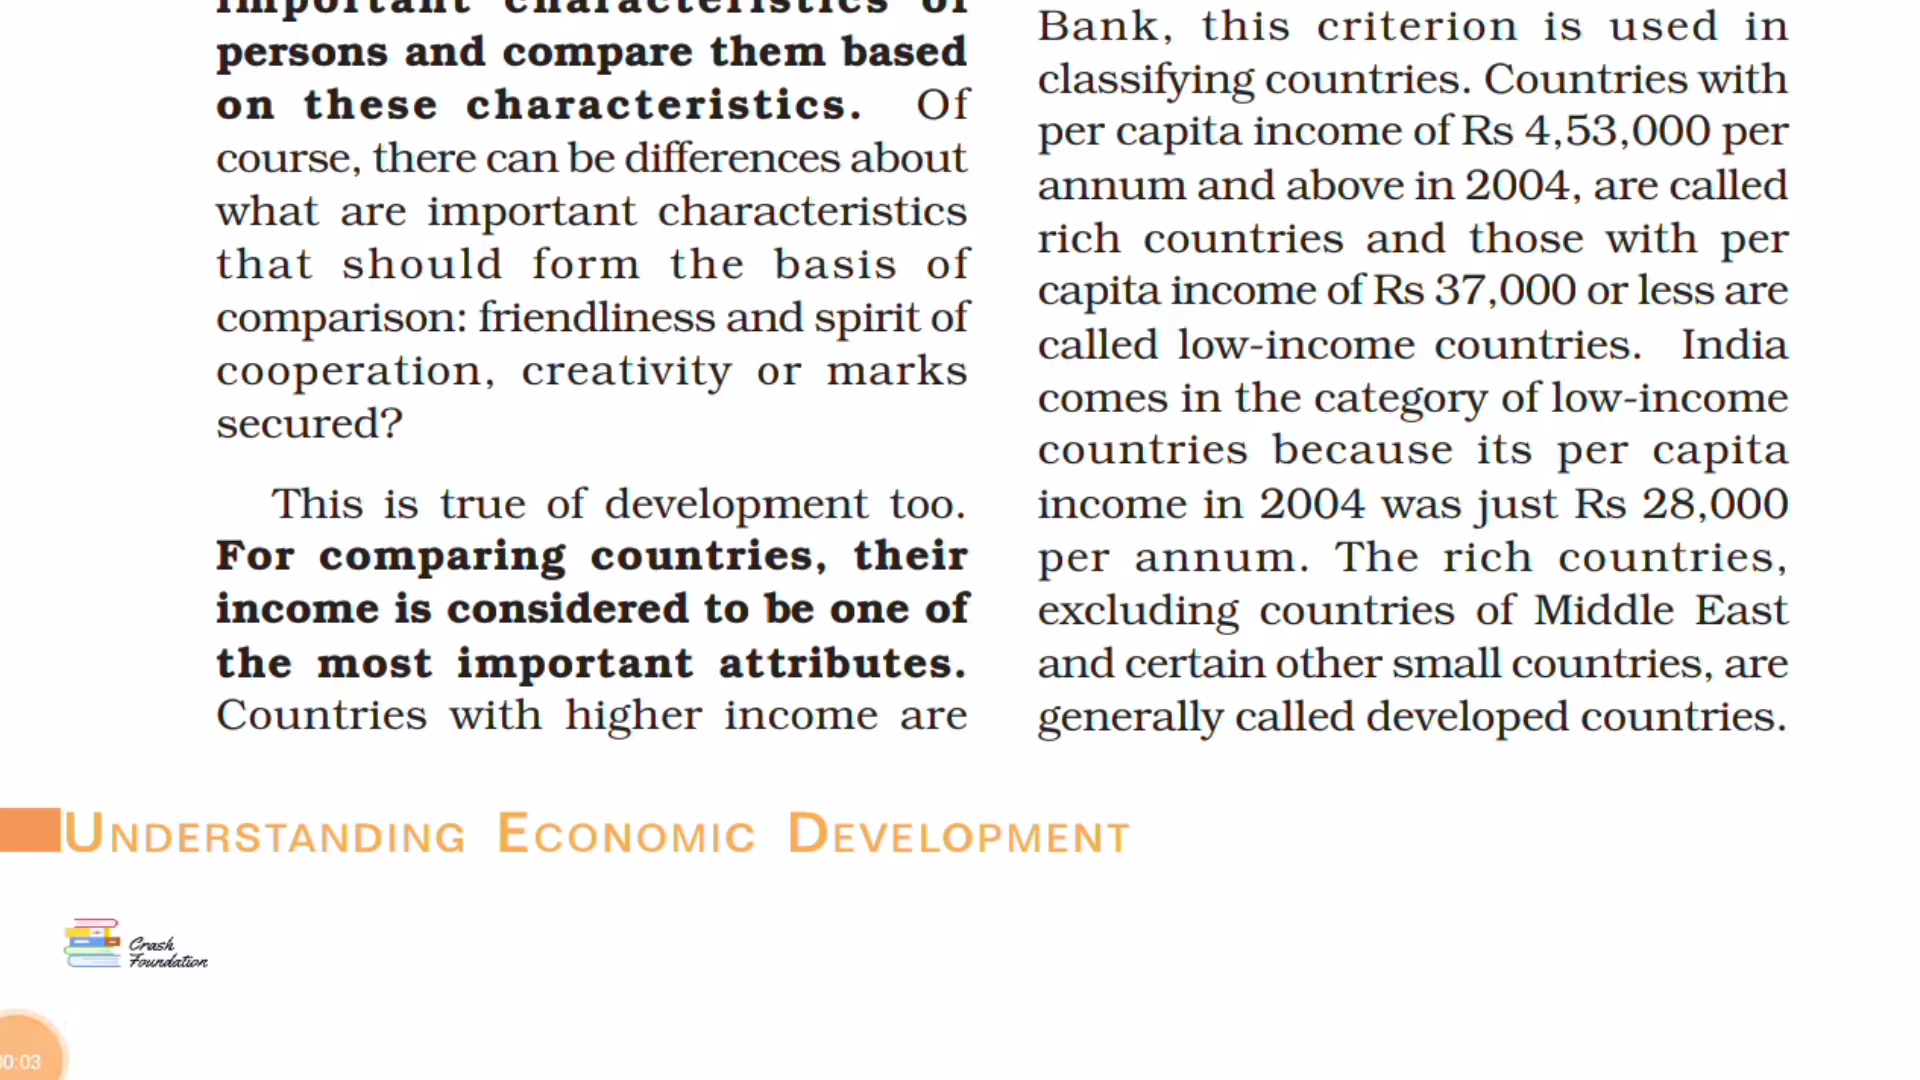 important characteristics of
persons and compare them based
on these characteristics. Of
course, there can be differences about
what are important characteristics
that should form the basis of
comparison: friendliness and spirit of
cooperation, creativity or marks
secured?
This is true of development too.
For comparing countries, their
income is considered to be one of
the most important attributes.
Countries with higher income are
Bank, this criterion is used in
classifying countries. Countries with
per capita income of Rs 4,53,000 per
annum and above in 2004, are called
rich countries and those with per
capita income of Rs 37,000 or less are
called low-income countries. India
comes in the category of low-income
countries because its per capita
income in 2004 was just Rs 28,000
per annum. The rich countries,
excluding countries of Middle East
and certain other small countries, are
generally called developed countries.
UNDERSTANDING ECONOMIC DEVELOPMENT
Crash
Foundation
00:03